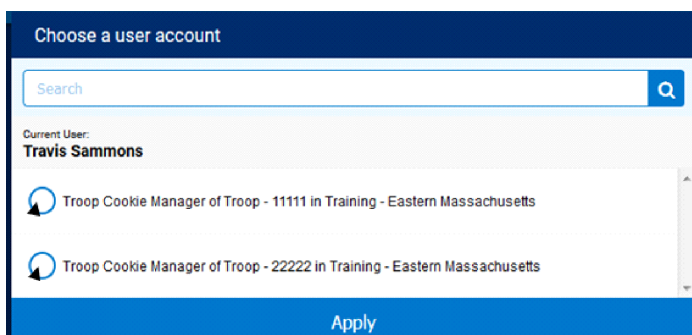 Choose a user account
Search
Current User:
Travis Sammons
Troop Cookie Manager of Troop - 11111 in Training - Eastern Massachusetts
Troop Cookie Manager of Troop - 22222 in Training - Eastern Massachusetts
Apply